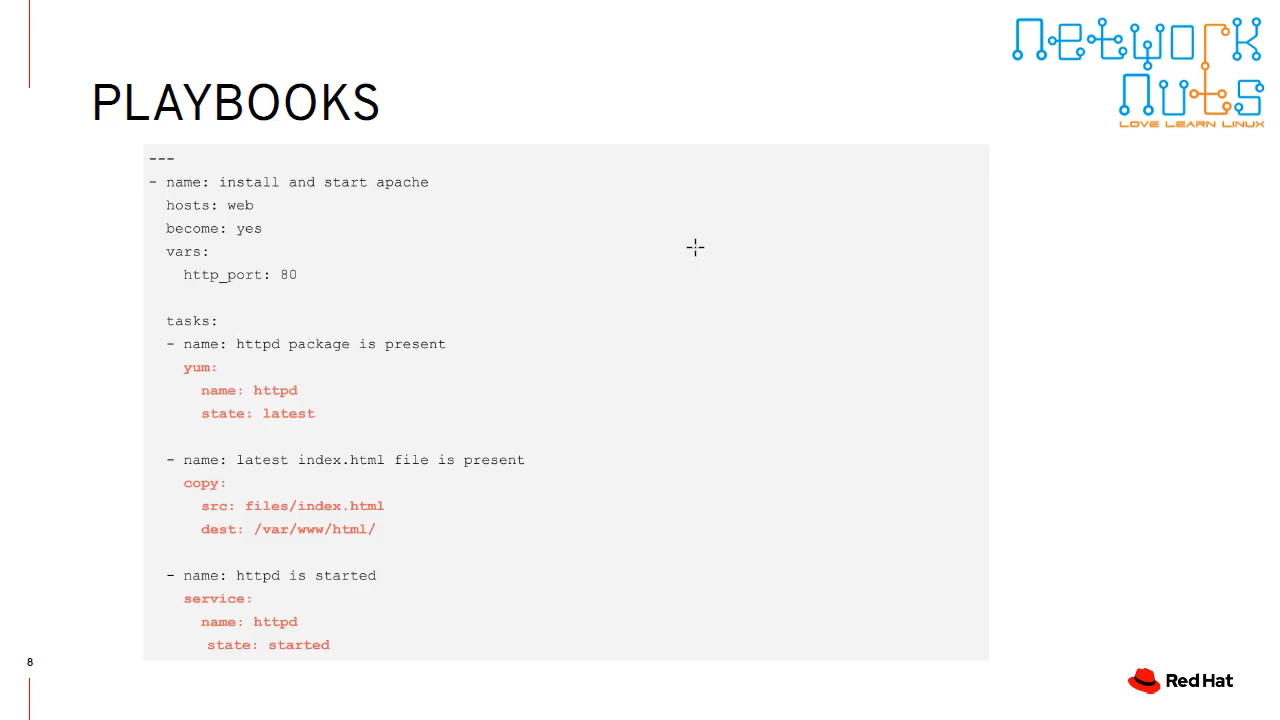 Network
Nuts
LOVE LEARN LINUX
PLAYBOOKS
---
- name: install and start apache
  hosts: web
  become: yes
  vars:
    http_port: 80
  tasks:
  - name: httpd package is present
    yum:
      name: httpd
      state: latest
  - name: latest index.html file is present
    copy:
      src: files/index.html
      dest: /var/www/html/
  - name: httpd is started
    service:
      name: httpd
      state: started
8
Red Hat